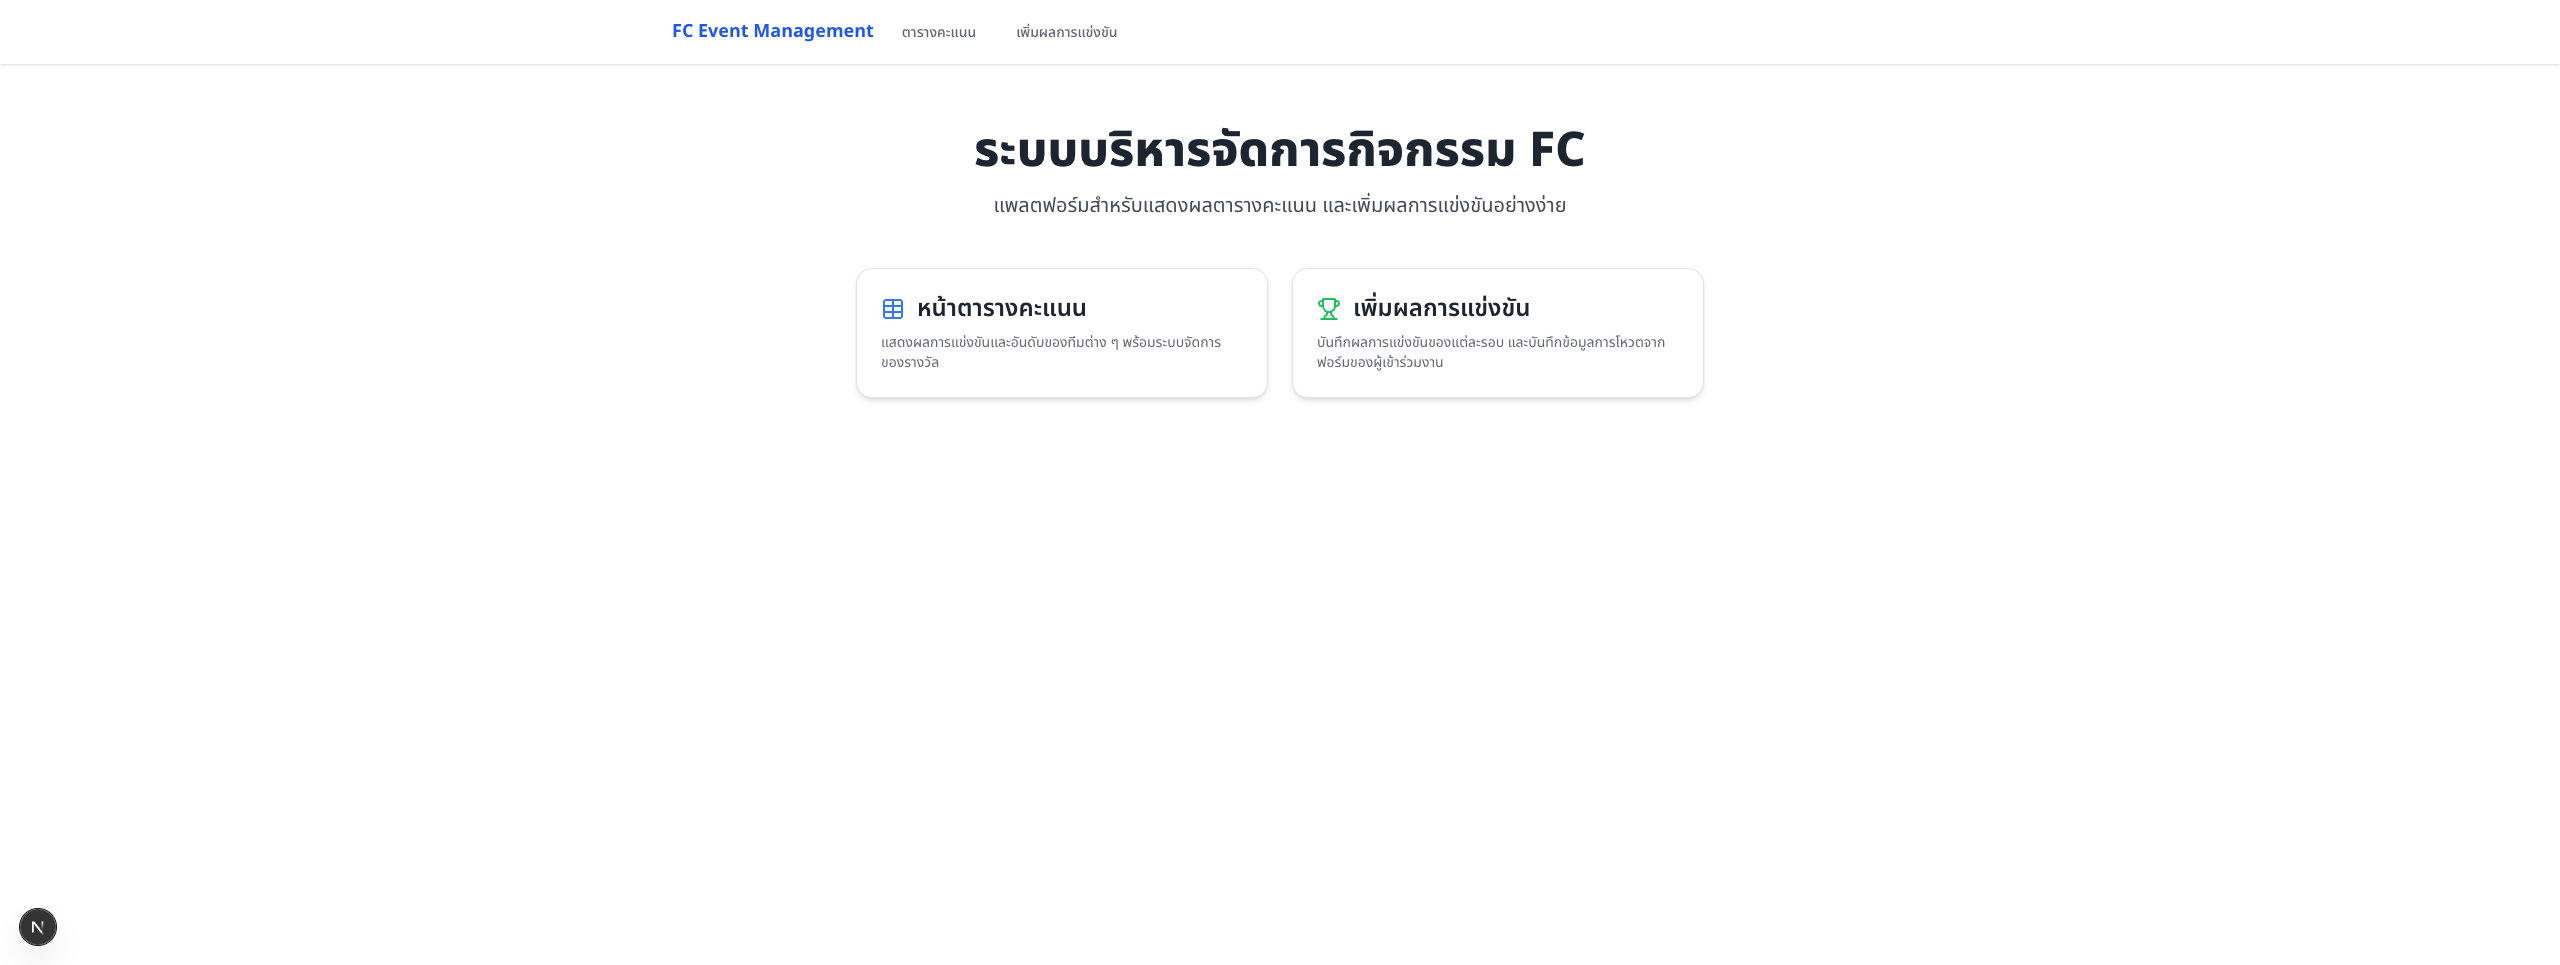 FC Event Management
ตารางคะแนน
เพิ่มผลการแข่งขัน
ระบบบริหารจัดการกิจกรรม FC
แพลตฟอร์มสำหรับแสดงผลตารางคะแนน และเพิ่มผลการแข่งขันอย่างง่าย
หน้าตารางคะแนน
แสดงผลการแข่งขันและอันดับของทีมต่าง ๆ พร้อมระบบจัดการ
ของรางวัล
เพิ่มผลการแข่งขัน
บันทึกผลการแข่งขันของแต่ละรอบ และบันทึกข้อมูลการโหวตจาก
ฟอร์มของผู้เข้าร่วมงาน
N